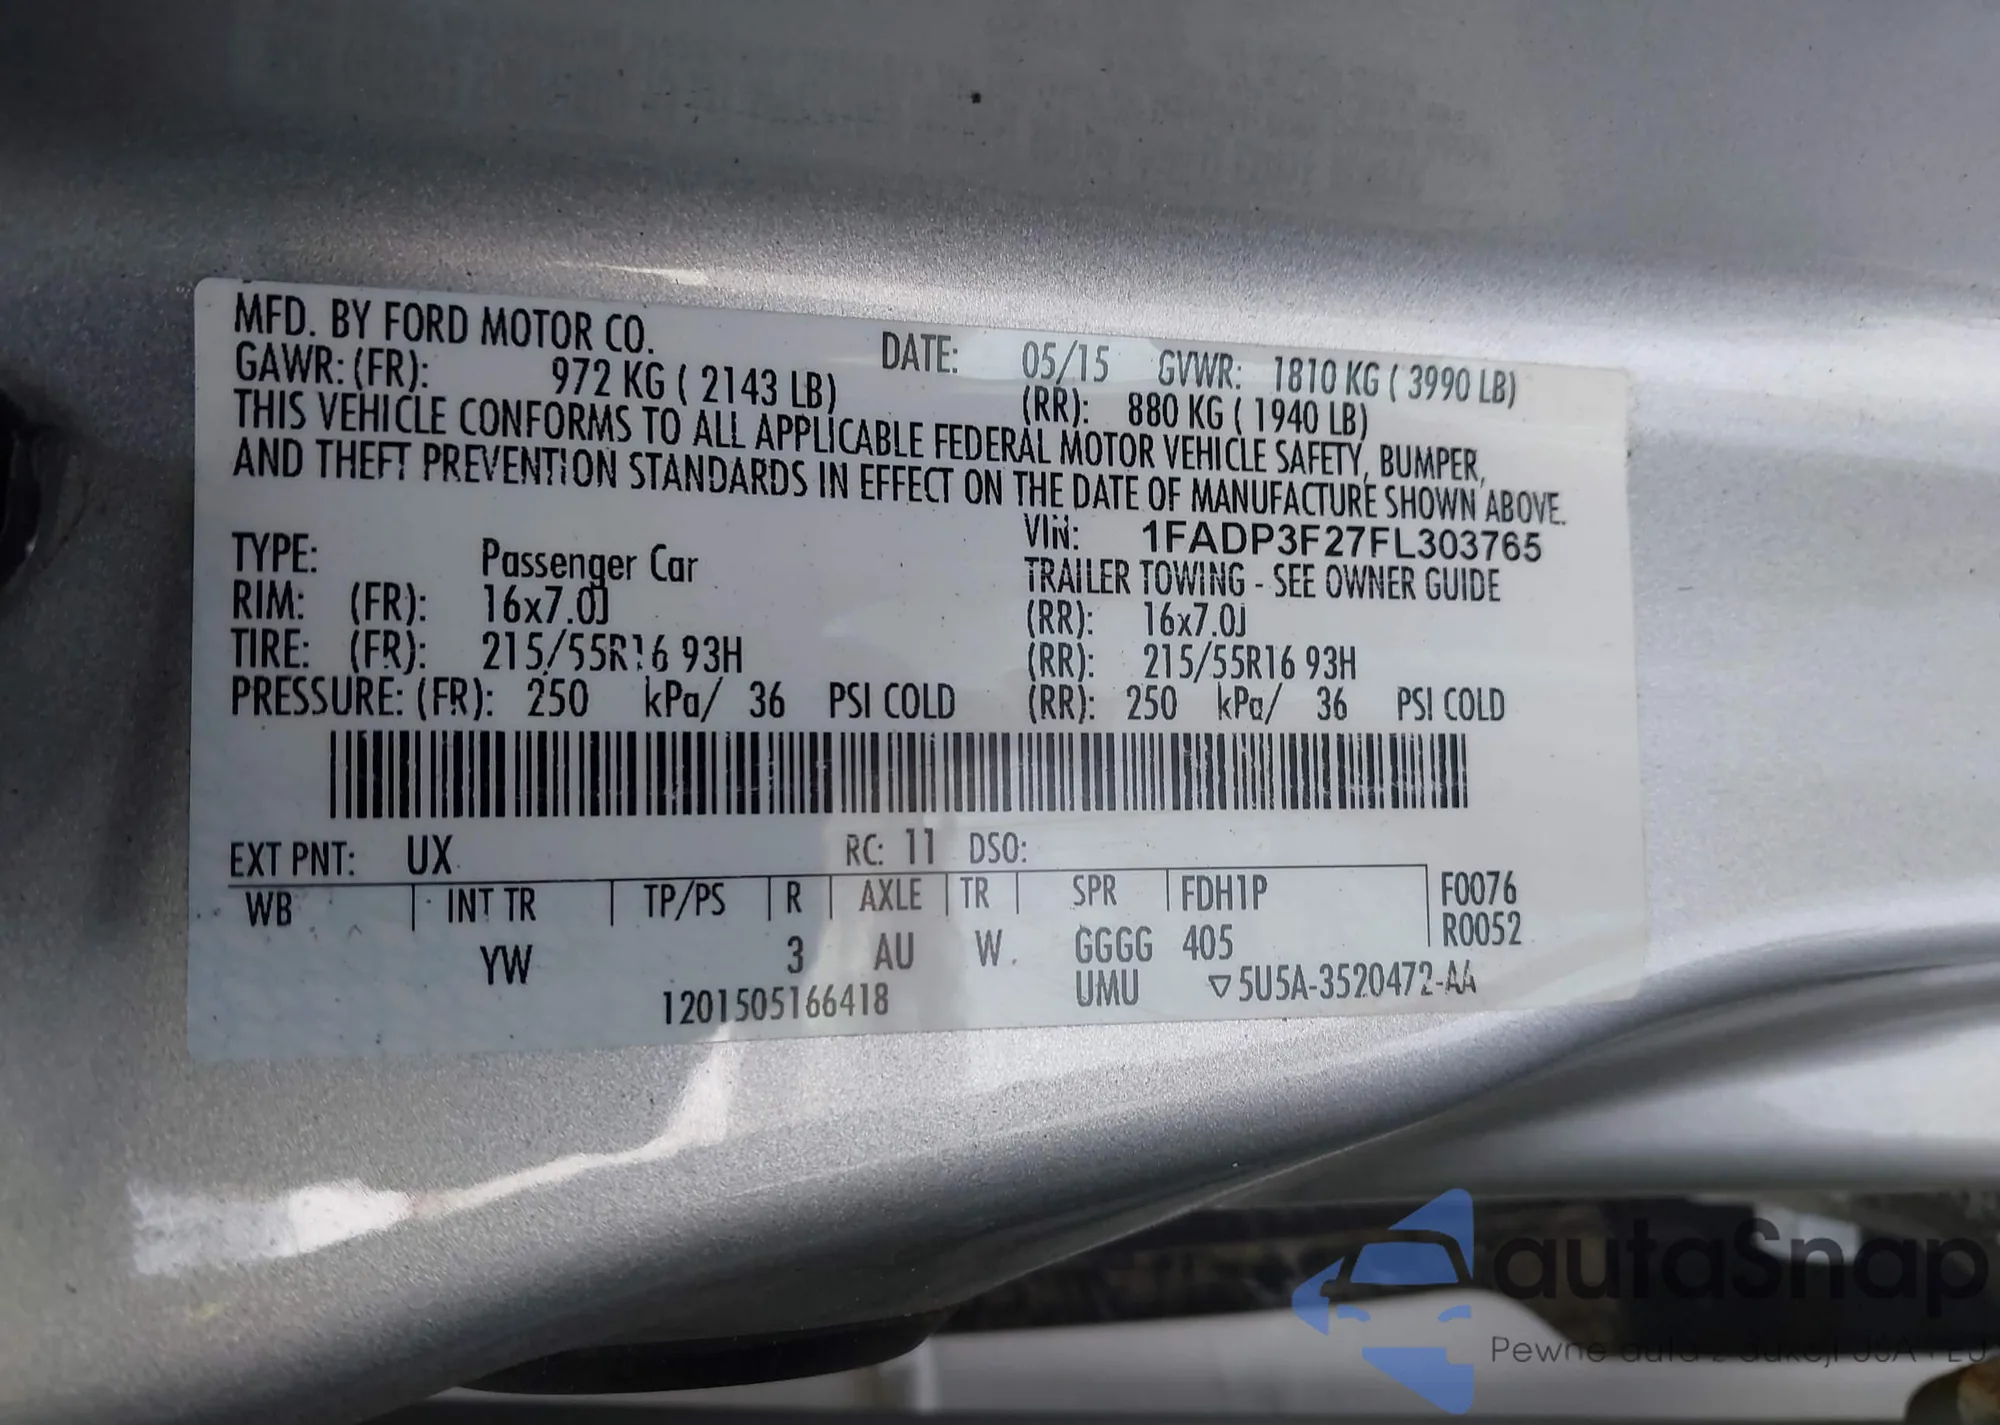 MFD. BY FORD MOTOR CO. DATE: 05/15 GVWR: 1810 KG ( 3990 LB)
GAWR: (FR): 972 KG ( 2143 LB) (RR): 880 KG ( 1940 LB)
THIS VEHICLE CONFORMS TO ALL APPLICABLE FEDERAL MOTOR VEHICLE SAFETY, BUMPER,
AND THEFT PREVENTION STANDARDS IN EFFECT ON THE DATE OF MANUFACTURE SHOWN ABOVE.
VIN: 1FADP3F27FL303765
TYPE: Passenger Car TRAILER TOWING - SEE OWNER GUIDE
RIM: (FR): 16x7.0J (RR): 16x7.0J
TIRE: (FR): 215/55R16 93H (RR): 215/55R16 93H
PRESSURE: (FR): 250 kPa/ 36 PSI COLD (RR): 250 kPa/ 36 PSI COLD
EXT PNT: UX RC: 11 DSO:
WB INT TR TP/PS R AXLE TR SPR FDH1P F0076
YW 3 AU W GGGG 405 R0052
1201505166418 UMU ▽5U5A-3520472-AA
autaSnap
Pewne auta z aukcji USA i EU